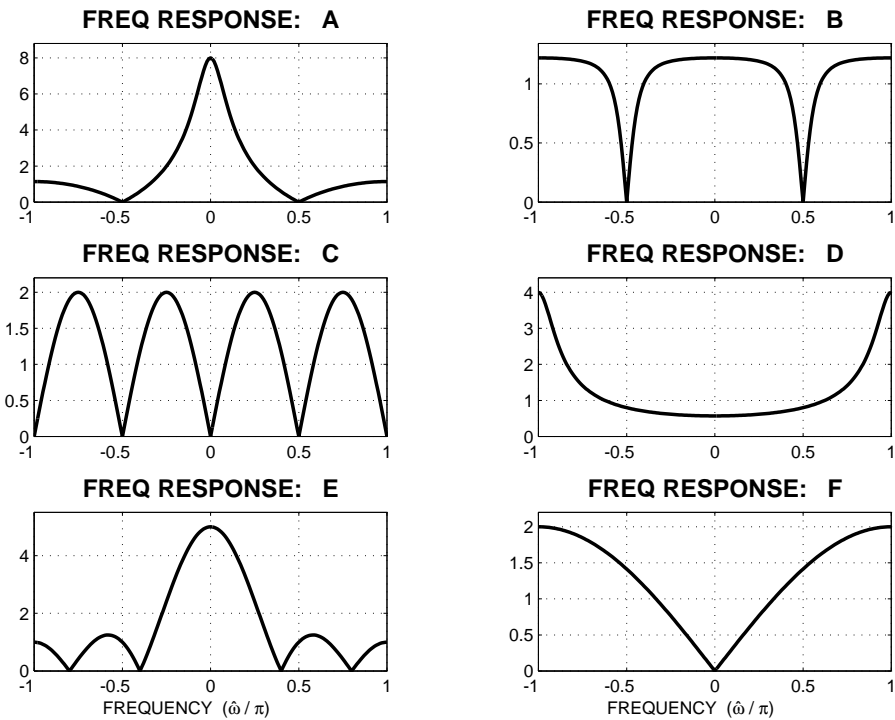 FREQ RESPONSE: A
8
6
4
2
0
-1 -0.5 0 0.5 1
FREQ RESPONSE: B
1
0.5
0
-1 -0.5 0 0.5 1
FREQ RESPONSE: C
2
1.5
1
0.5
0
-1 -0.5 0 0.5 1
FREQ RESPONSE: D
4
3
2
1
0
-1 -0.5 0 0.5 1
FREQ RESPONSE: E
4
2
0
-1 -0.5 0 0.5 1
FREQUENCY (ω̂ / π)
FREQ RESPONSE: F
2
1.5
1
0.5
0
-1 -0.5 0 0.5 1
FREQUENCY (ω̂ / π)